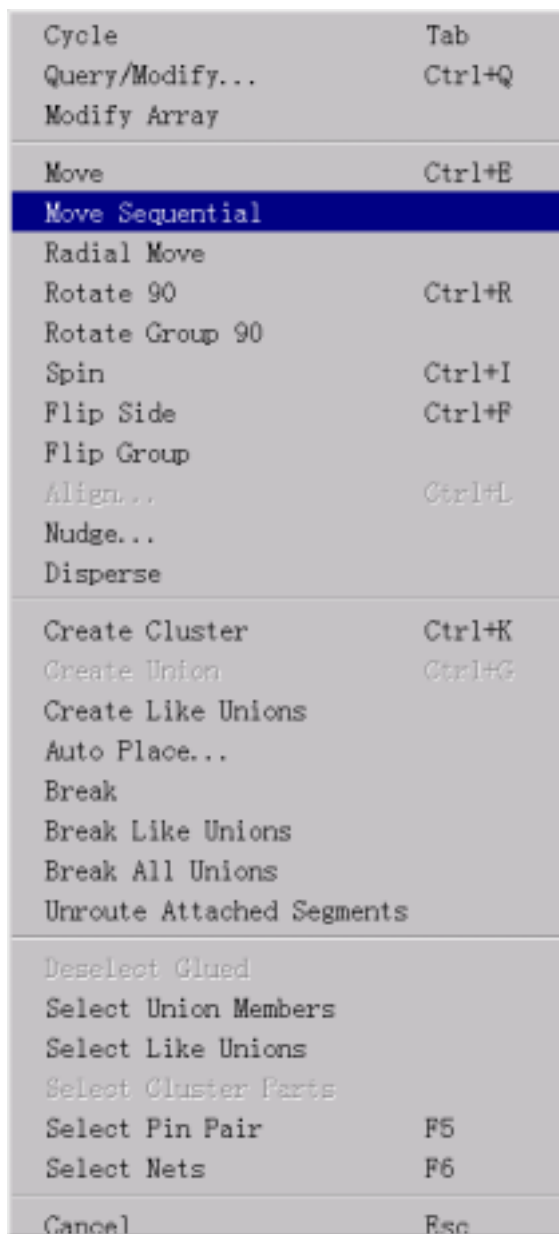 Cycle Tab
Query/Modify... Ctrl+Q
Modify Array
Move Ctrl+E
Move Sequential
Radial Move
Rotate 90 Ctrl+R
Rotate Group 90
Spin Ctrl+I
Flip Side Ctrl+F
Flip Group
Align... Ctrl+L
Nudge...
Disperse
Create Cluster Ctrl+K
Create Union Ctrl+G
Create Like Unions
Auto Place...
Break
Break Like Unions
Break All Unions
Unroute Attached Segments
Deselect Glued
Select Union Members
Select Like Unions
Select Cluster Parts
Select Pin Pair F5
Select Nets F6
Cancel Esc